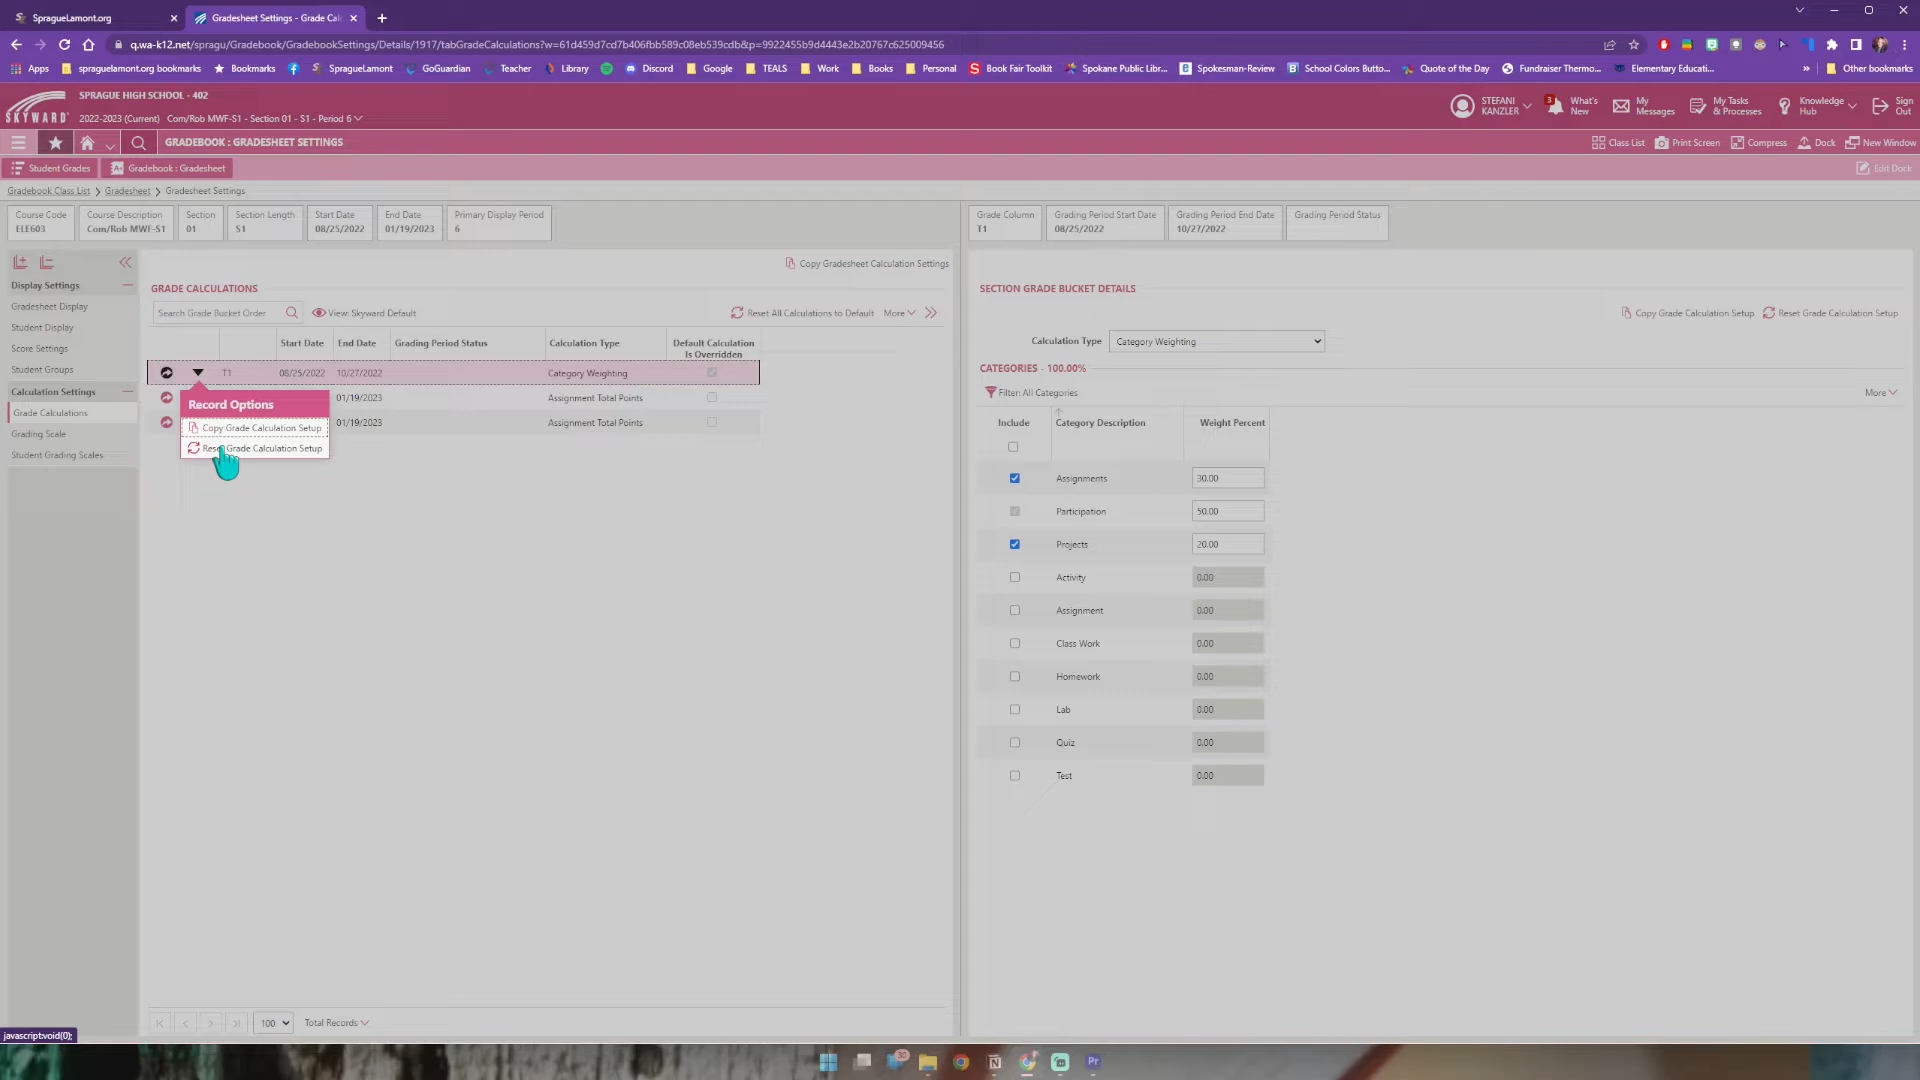 SpragueLamont.org
Gradesheet Settings - Grade Cal
q.wa-k12.net/spragu/Gradebook/GradebookSettings/Details/1917/tabGradeCalculations?w=61d459d7cd7b406fbb589c08eb539cdb&p=9922455b9d4443e2b20767c625009456
Apps spraguelamont.org bookmarks Bookmarks SpragueLamont GoGuardian Teacher Library Discord Google TEALS Work Books Personal Book Fair Toolkit Spokane Public Libr... Spokesman-Review School Colors Butto... Quote of the Day Fundraiser Thermo... Elementary Educati... » Other bookmarks
SKYWARD
SPRAGUE HIGH SCHOOL - 402
2022-2023 (Current) Com/Rob MWF-S1 - Section 01 - S1 - Period 6
STEFANI KANZLER
3 What's New
My Messages
My Tasks & Processes
Knowledge Hub
Sign Out
GRADEBOOK : GRADESHEET SETTINGS
Class List Print Screen Compress Dock New Window
Student Grades Gradebook : Gradesheet Edit Dock
Gradebook Class List Gradesheet Gradesheet Settings
Course Code Course Description Section Section Length Start Date End Date Primary Display Period
ELE603 Com/Rob MWF-S1 01 S1 08/25/2022 01/19/2023 6
Grade Column Grading Period Start Date Grading Period End Date Grading Period Status
T1 08/25/2022 10/27/2022
Display Settings
Gradesheet Display
Student Display
Score Settings
Student Groups
Calculation Settings
Grade Calculations
Grading Scale
Student Grading Scales
Copy Gradesheet Calculation Settings
GRADE CALCULATIONS
Search Grade Bucket Order View: Skyward Default Reset All Calculations to Default More
Start Date End Date Grading Period Status Calculation Type Default Calculation Is Overridden
T1 08/25/2022 10/27/2022 Category Weighting
01/19/2023 Assignment Total Points
01/19/2023 Assignment Total Points
Record Options
Copy Grade Calculation Setup
Reset Grade Calculation Setup
SECTION GRADE BUCKET DETAILS
Copy Grade Calculation Setup Reset Grade Calculation Setup
Calculation Type Category Weighting
CATEGORIES - 100.00%
Filter: All Categories More
Include Category Description Weight Percent
Assignments 30.00
Participation 50.00
Projects 20.00
Activity 0.00
Assignment 0.00
Class Work 0.00
Homework 0.00
Lab 0.00
Quiz 0.00
Test 0.00
100 Total Records
javascript:void(0);
30
N
Pr